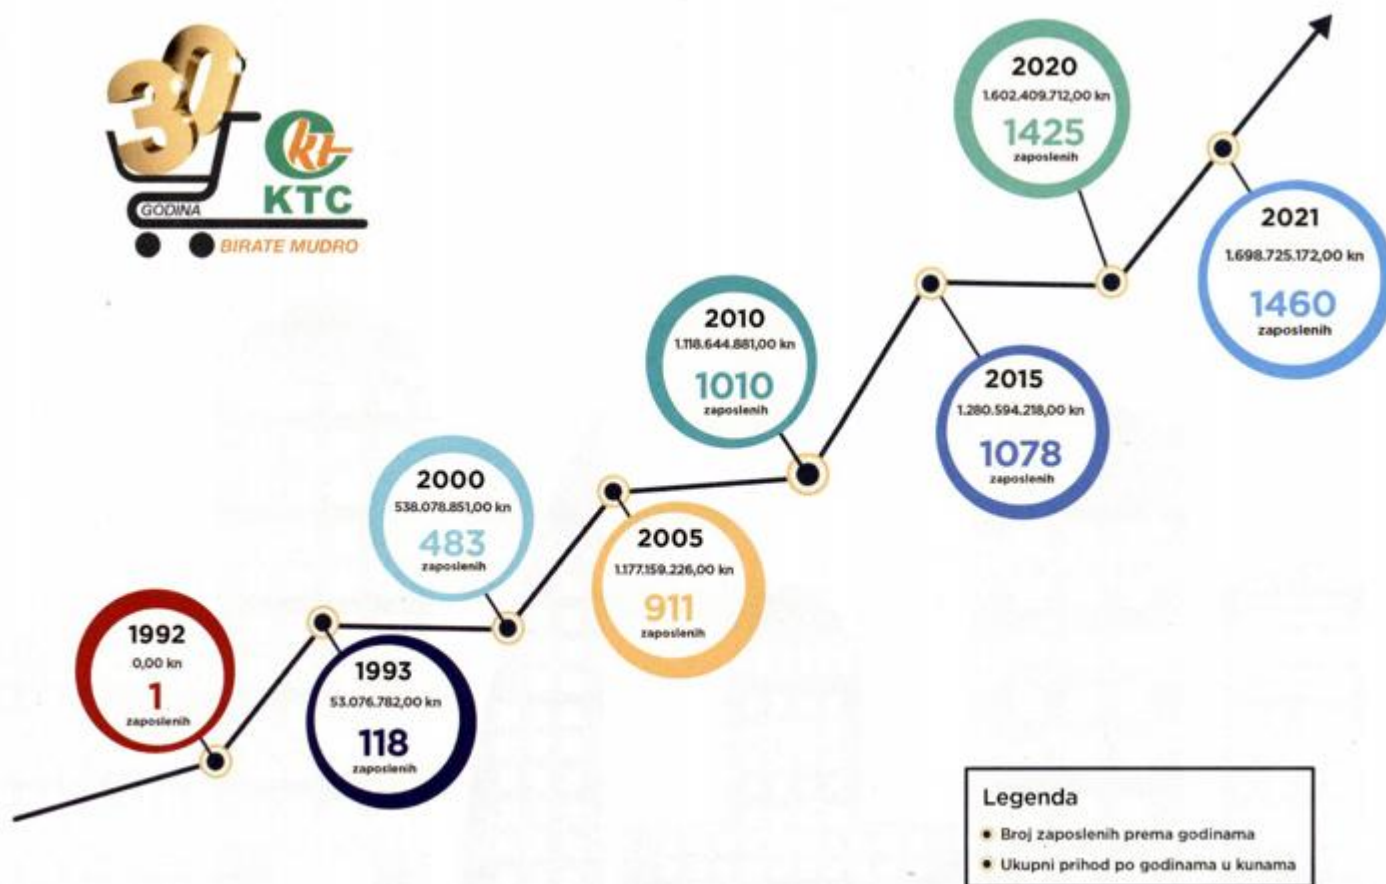 30
GODINA
kt
KTC
BIRATE MUDRO
1992
0,00 kn
1
zaposlenih
1993
53.076.782,00 kn
118
zaposlenih
2000
538.078.851,00 kn
483
zaposlenih
2005
1.177.159.226,00 kn
911
zaposlenih
2010
1.118.644.881,00 kn
1010
zaposlenih
2015
1.280.594.218,00 kn
1078
zaposlenih
2020
1.602.409.712,00 kn
1425
zaposlenih
2021
1.698.725.172,00 kn
1460
zaposlenih
Legenda
Broj zaposlenih prema godinama
Ukupni prihod po godinama u kunama